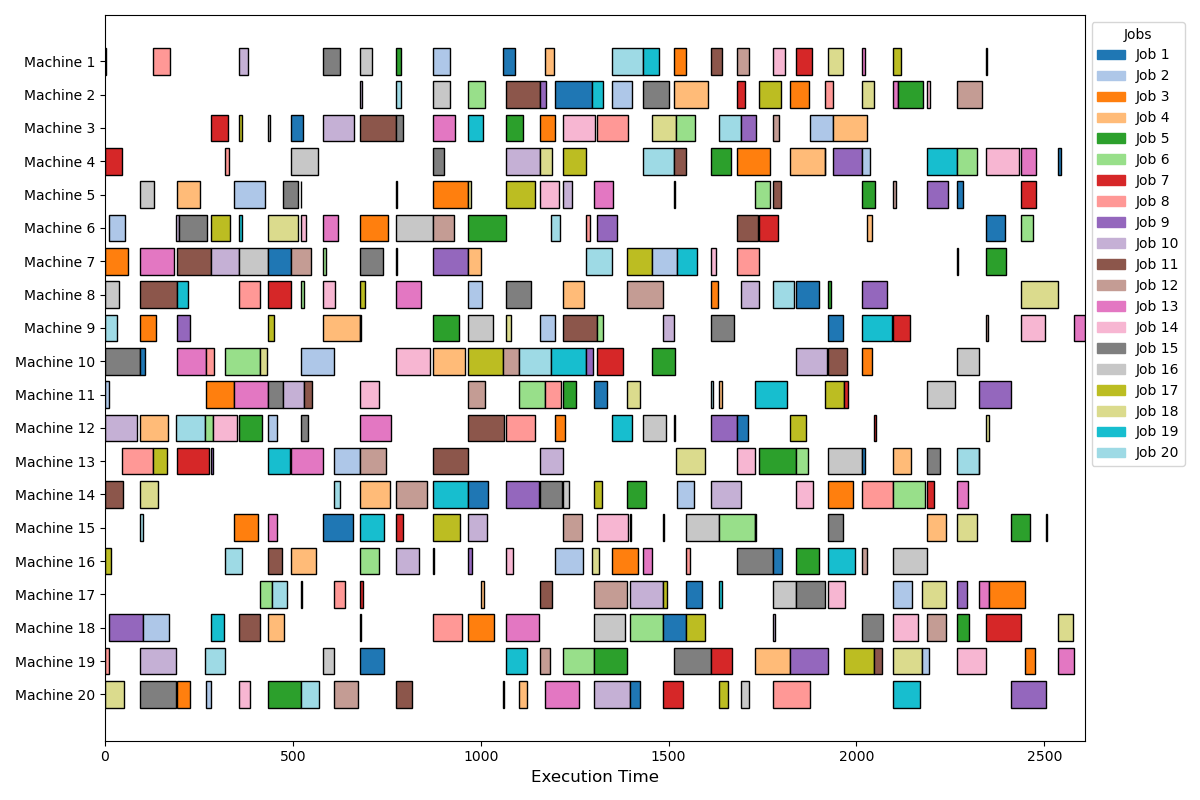 Machine 1
Machine 2
Machine 3
Machine 4
Machine 5
Machine 6
Machine 7
Machine 8
Machine 9
Machine 10
Machine 11
Machine 12
Machine 13
Machine 14
Machine 15
Machine 16
Machine 17
Machine 18
Machine 19
Machine 20
0 500 1000 1500 2000 2500
Execution Time
Jobs
Job 1
Job 2
Job 3
Job 4
Job 5
Job 6
Job 7
Job 8
Job 9
Job 10
Job 11
Job 12
Job 13
Job 14
Job 15
Job 16
Job 17
Job 18
Job 19
Job 20